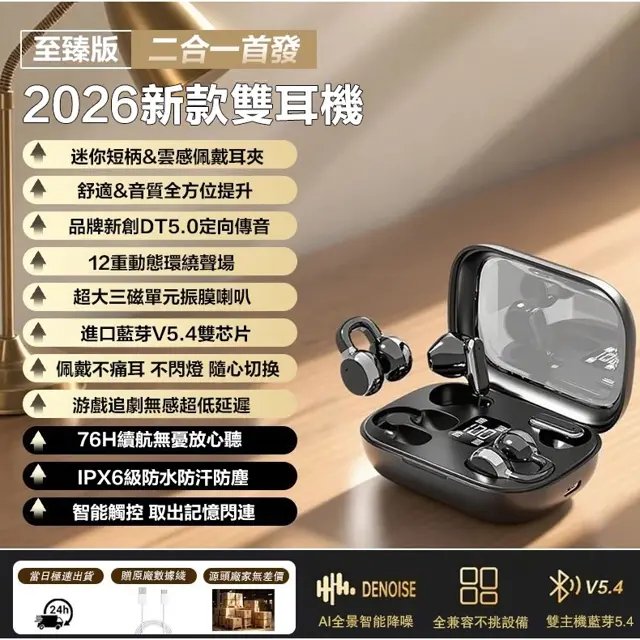 至臻版 二合一首發
2026新款雙耳機
迷你短柄&雲感佩戴耳夾
舒適&音質全方位提升
品牌新創DT5.0定向傳音
12重動態環繞聲場
超大三磁單元振膜喇叭
進口藍芽V5.4雙芯片
佩戴不痛耳 不閃燈 隨心切換
游戲追劇無感超低延遲
76H續航無憂放心聽
IPX6級防水防汗防塵
智能觸控 取出記憶閃連
當日極速出貨
24h
贈原廠數據綫
源頭廠家無差價
DENOISE
AI全景智能降噪
全兼容不挑設備
V5.4
雙主機藍芽5.4